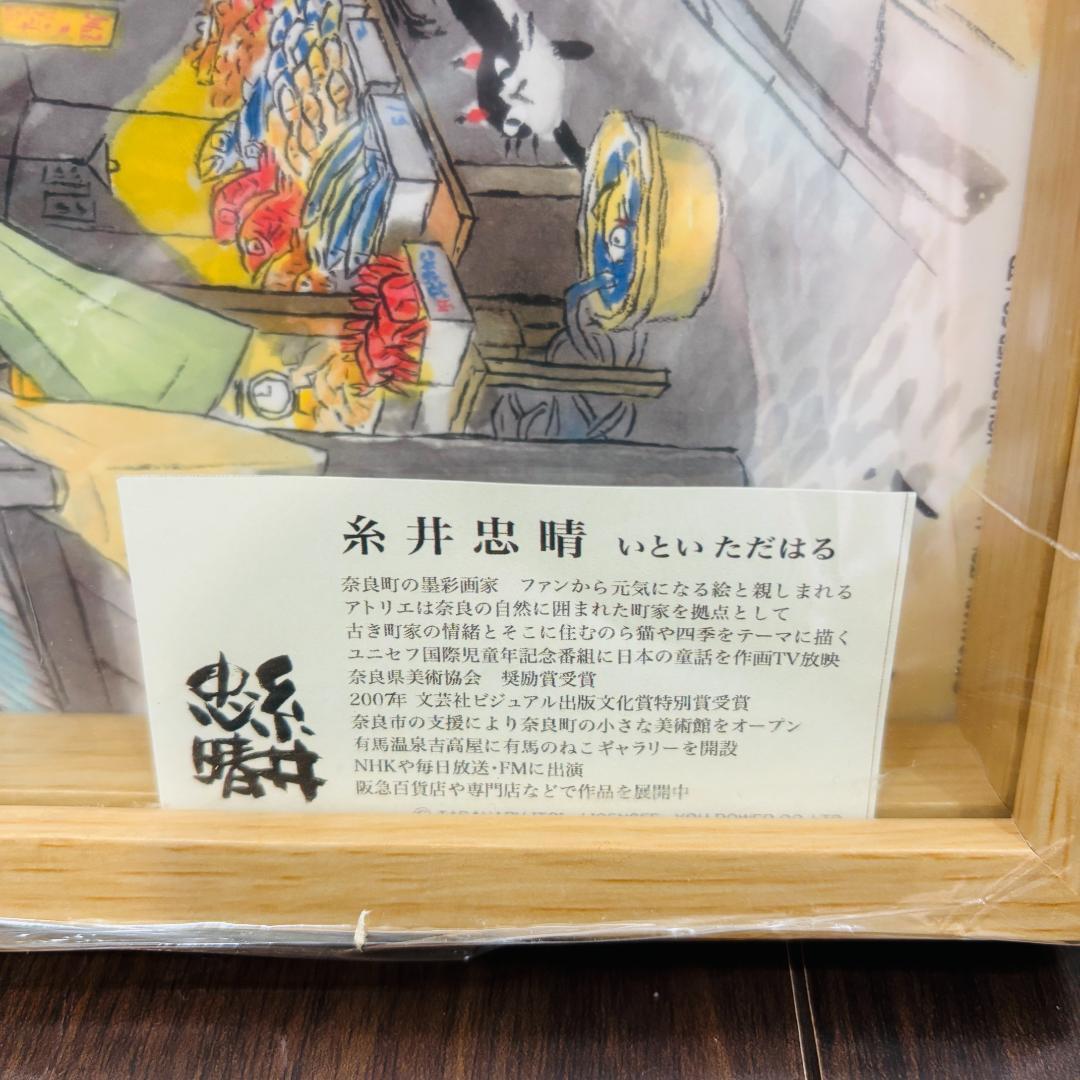 糸井忠晴 いとい ただはる
奈良町の墨彩画家 ファンから元気になる絵と親しまれる
アトリエは奈良の自然に囲まれた町家を拠点として
古き町家の情緒とそこに住むのら猫や四季をテーマに描く
ユニセフ国際児童年記念番組に日本の童話を作画TV放映
奈良県美術協会 奨励賞受賞
2007年 文芸社ビジュアル出版文化賞特別賞受賞
奈良市の支援により奈良町の小さな美術館をオープン
有馬温泉吉高屋に有馬のねこギャラリーを開設
NHKや毎日放送・FMに出演
阪急百貨店や専門店などで作品を展開中
© TADAHARU ITOI LICENSEE YOU POWER CO.,LTD
忠晴
糸井
YOU POWER CO.,LTD